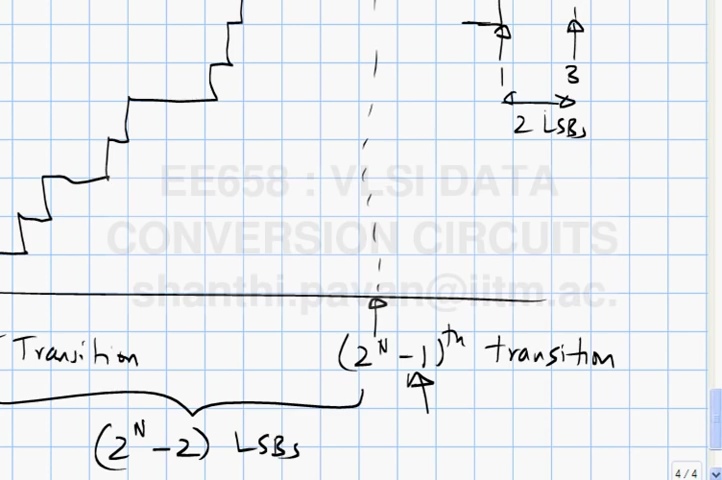 1 3
2 LSBs
EE658 : VLSI DATA
CONVERSION CIRCUITS
shanthi.pavan@iitm.ac.
Transition (2^N - 1)^th transition
(2^N - 2) LSBs
4/4